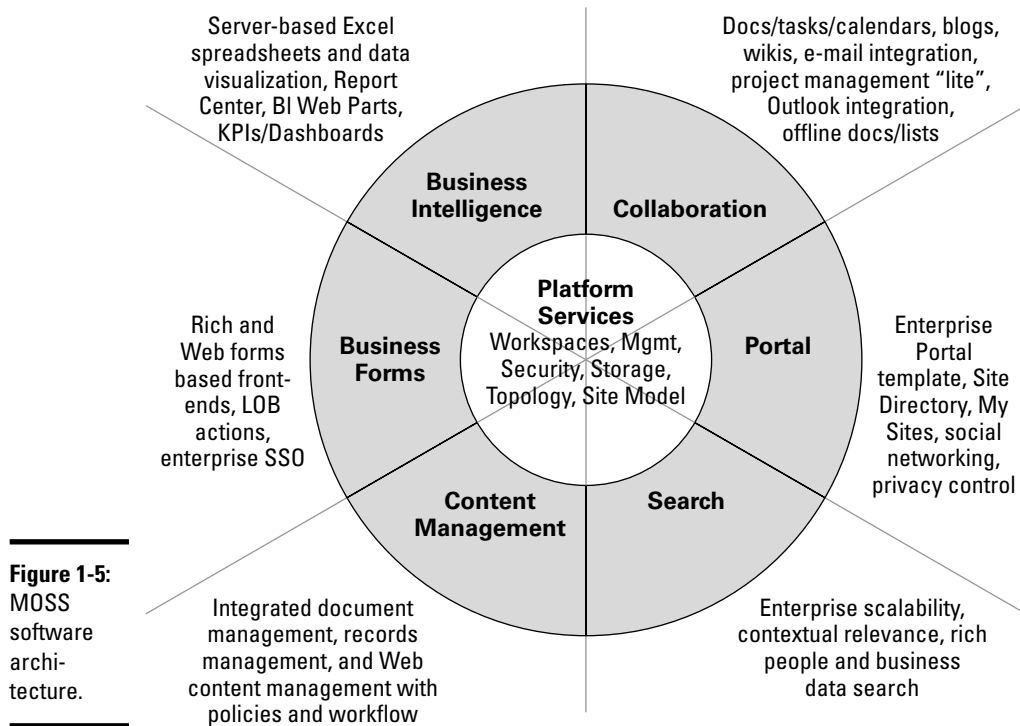 Server-based Excel
spreadsheets and data
visualization, Report
Center, BI Web Parts,
KPIs/Dashboards
Docs/tasks/calendars, blogs,
wikis, e-mail integration,
project management “lite”,
Outlook integration,
offline docs/lists
Business
Intelligence
Collaboration
Platform
Services
Workspaces, Mgmt,
Security, Storage,
Topology, Site Model
Rich and
Web forms
based front-
ends, LOB
actions,
enterprise SSO
Business
Forms
Portal
Enterprise
Portal
template, Site
Directory, My
Sites, social
networking,
privacy control
Content
Management
Search
Figure 1-5:
MOSS
software
archi-
tecture.
Integrated document
management, records
management, and Web
content management with
policies and workflow
Enterprise scalability,
contextual relevance, rich
people and business
data search